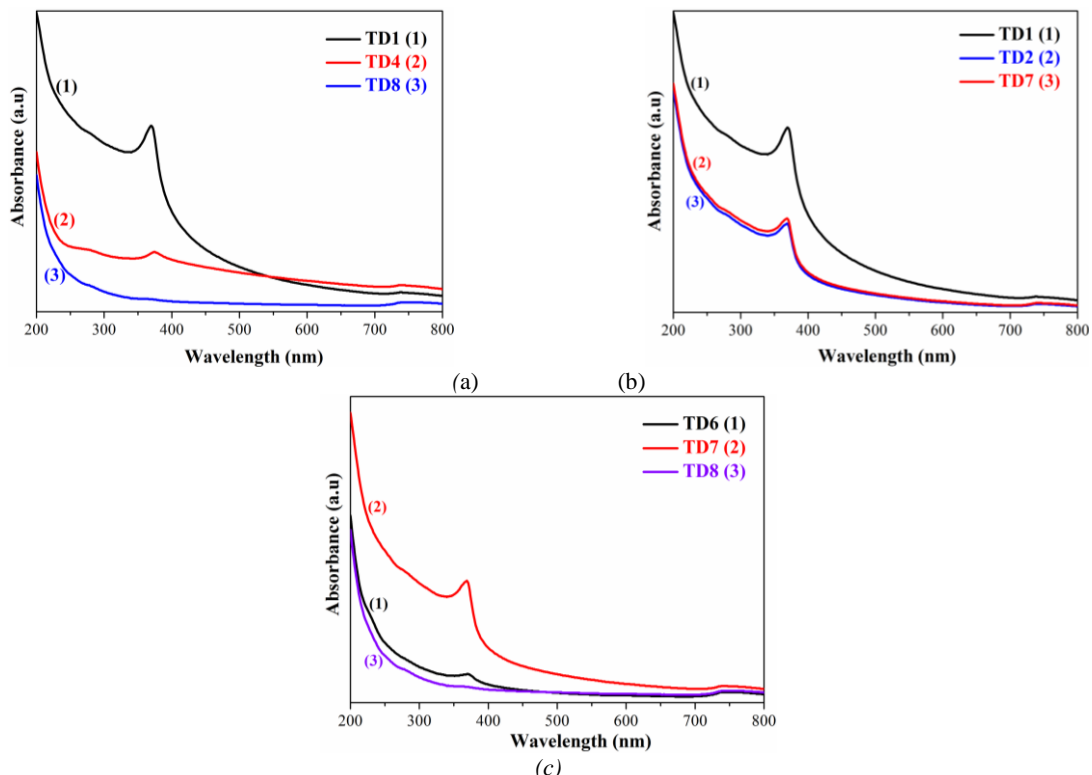 TD1 (1)
TD4 (2)
TD8 (3)
(1)
(2)
(3)
Absorbance (a.u)
200 300 400 500 600 700 800
Wavelength (nm)
(a)
TD1 (1)
TD2 (2)
TD7 (3)
(1)
(2)
(3)
Absorbance (a.u)
200 300 400 500 600 700 800
Wavelength (nm)
(b)
TD6 (1)
TD7 (2)
TD8 (3)
(2)
(1)
(3)
Absorbance (a.u)
200 300 400 500 600 700 800
Wavelength (nm)
(c)